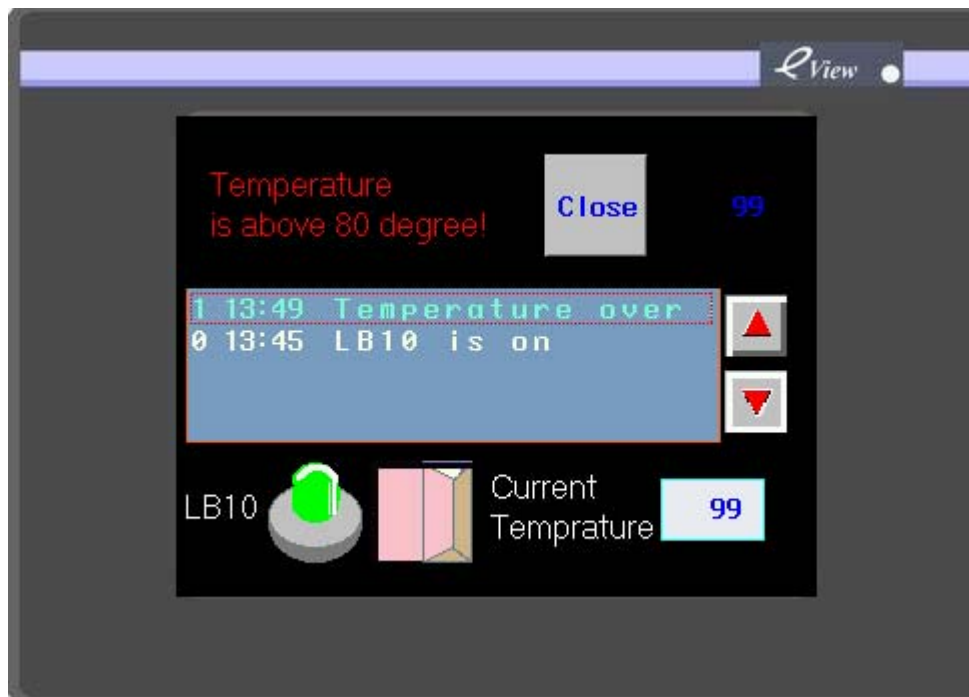 eView
Temperature
is above 80 degree!
Close
99
1 13:49 Temperature over
0 13:45 LB10 is on
LB10
Current
Temprature
99